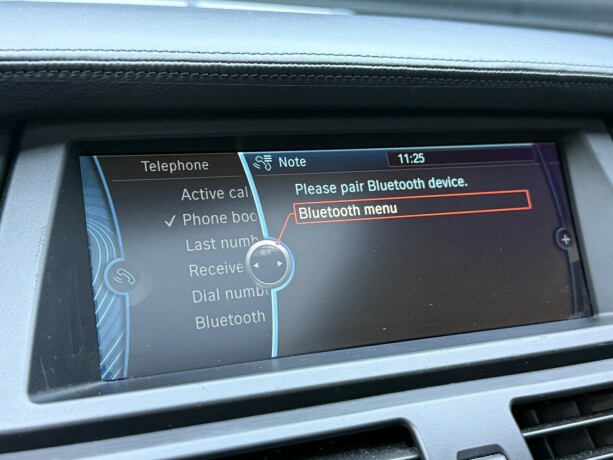 Telephone
Note
11:25
Active cal
✓ Phone boo
Last numb
Receive
Dial numb
Bluetooth
Please pair Bluetooth device.
Bluetooth menu